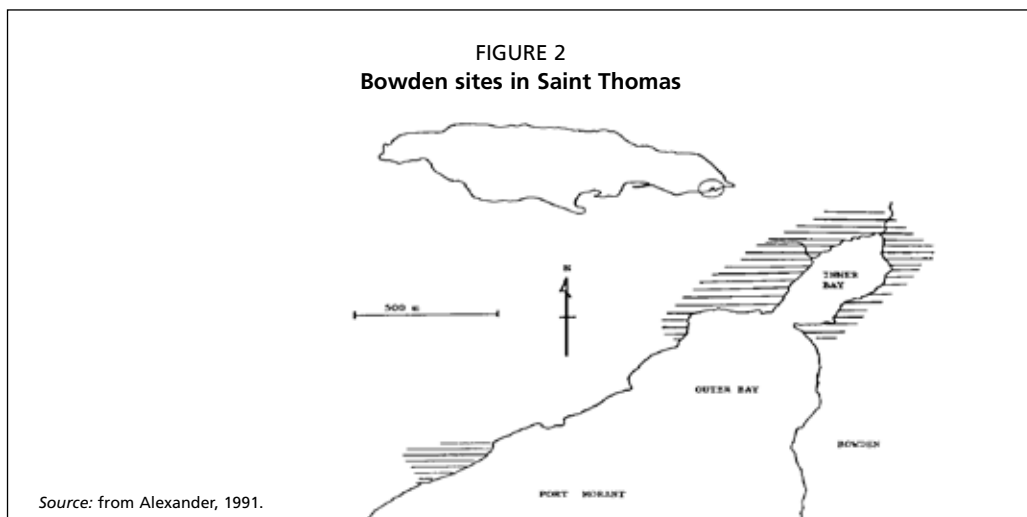 FIGURE 2
Bowden sites in Saint Thomas
N
500 m
INNER
BAY
OUTER BAY
BOWDEN
PORT MORANT
Source: from Alexander, 1991.